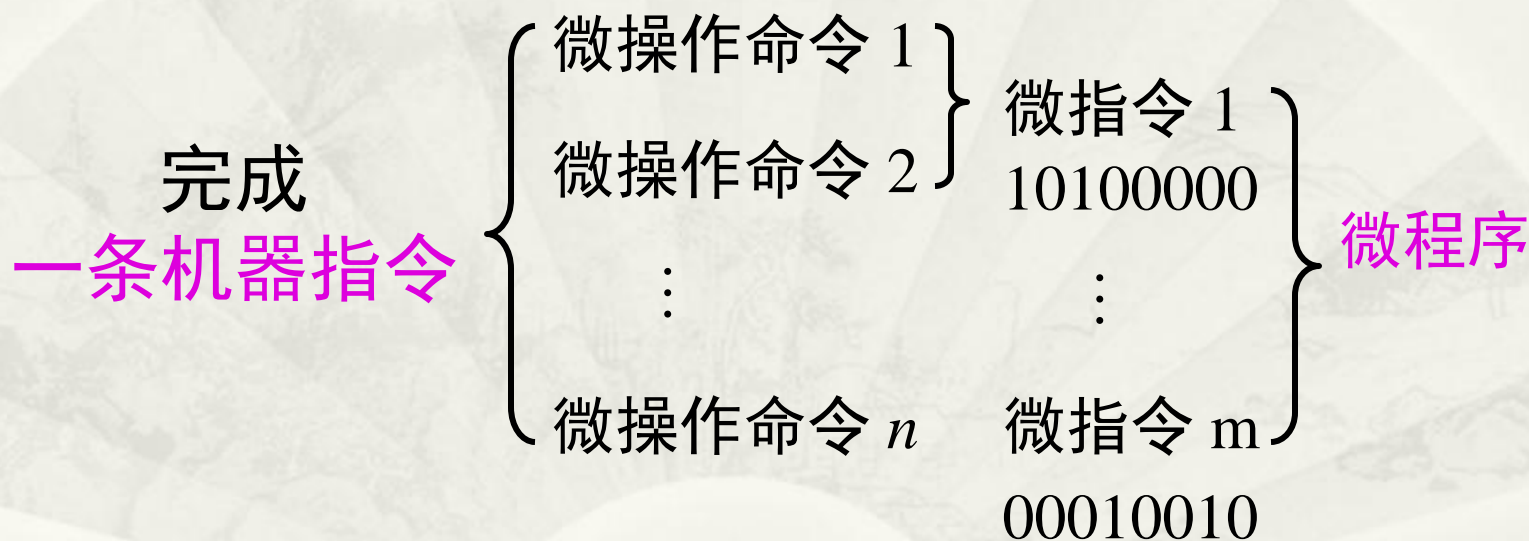 完成
一条机器指令
微操作命令 1
微操作命令 2
⋮
微操作命令 n
微指令 1
10100000
⋮
微指令 m
00010010
微程序